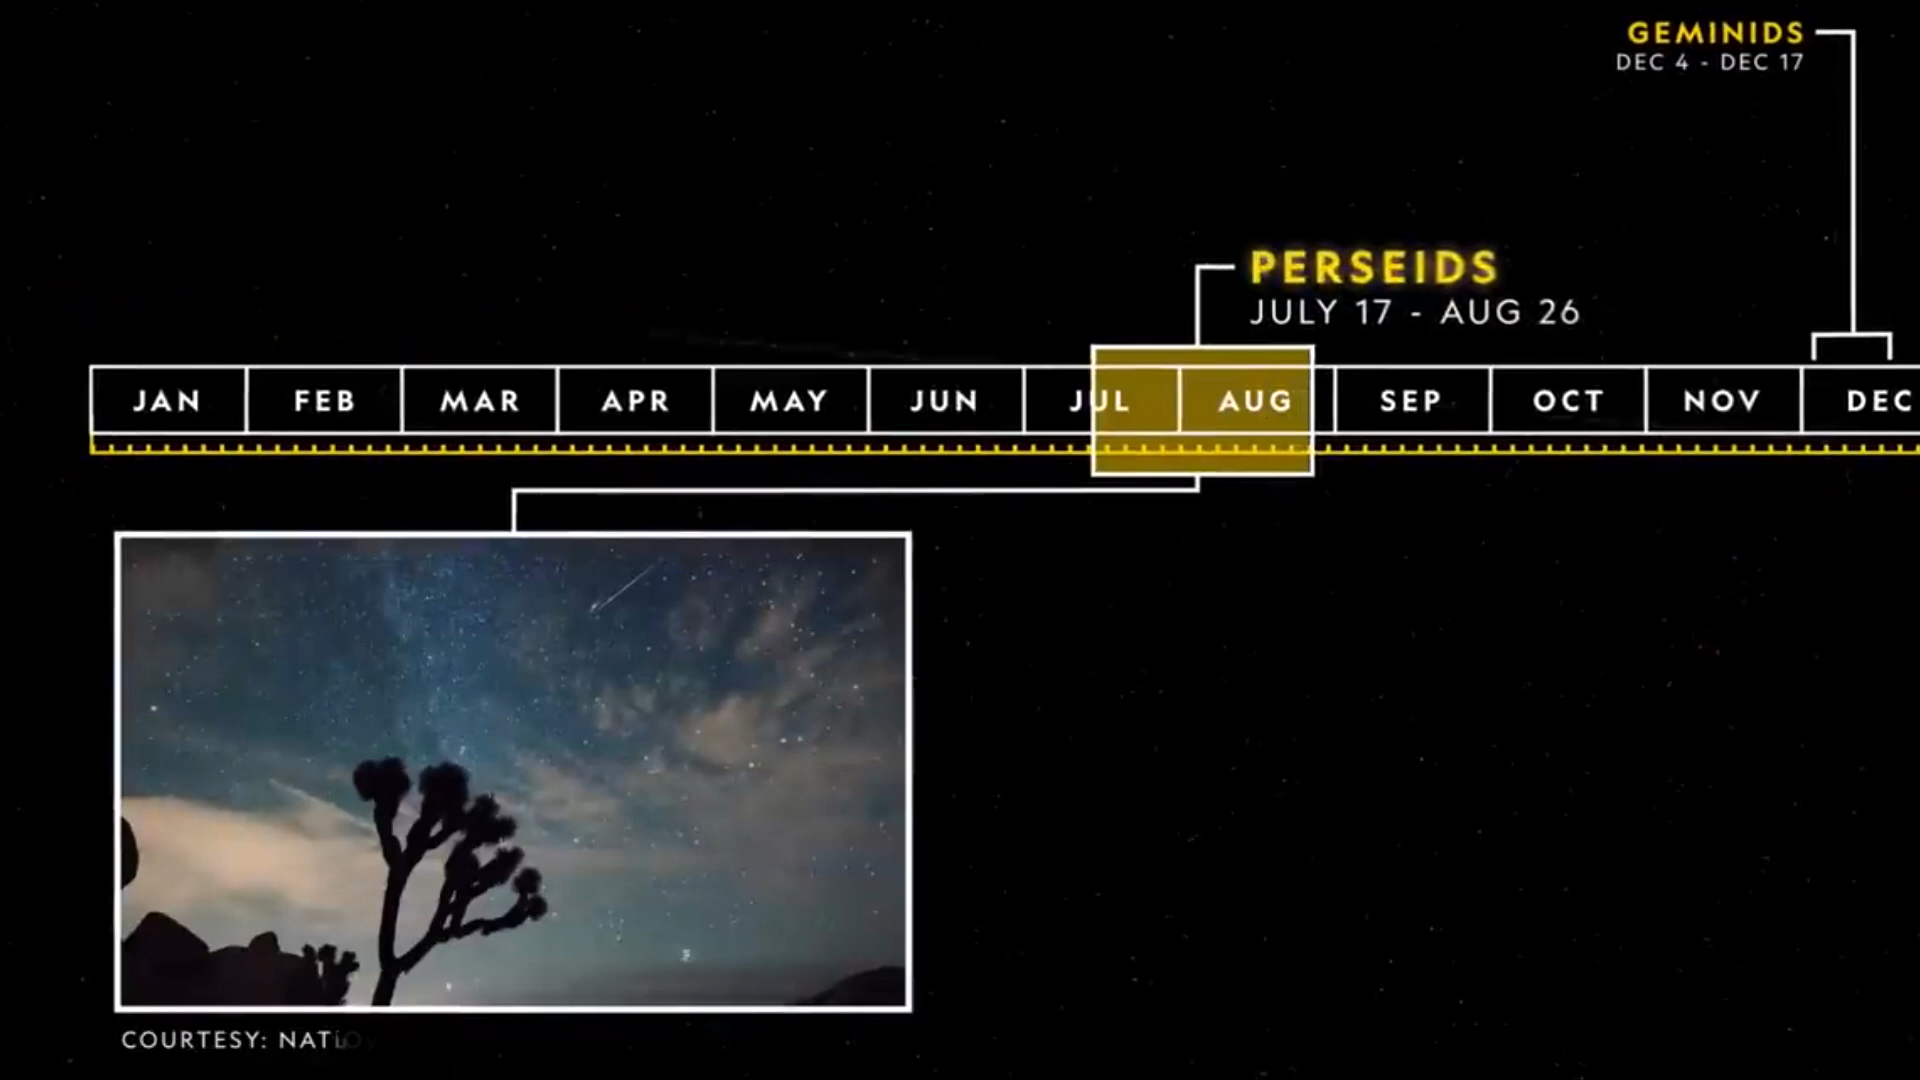 GEMINIDS
DEC 4 - DEC 17
PERSEIDS
JULY 17 - AUG 26
JAN FEB MAR APR MAY JUN JUL AUG SEP OCT NOV DEC
COURTESY: